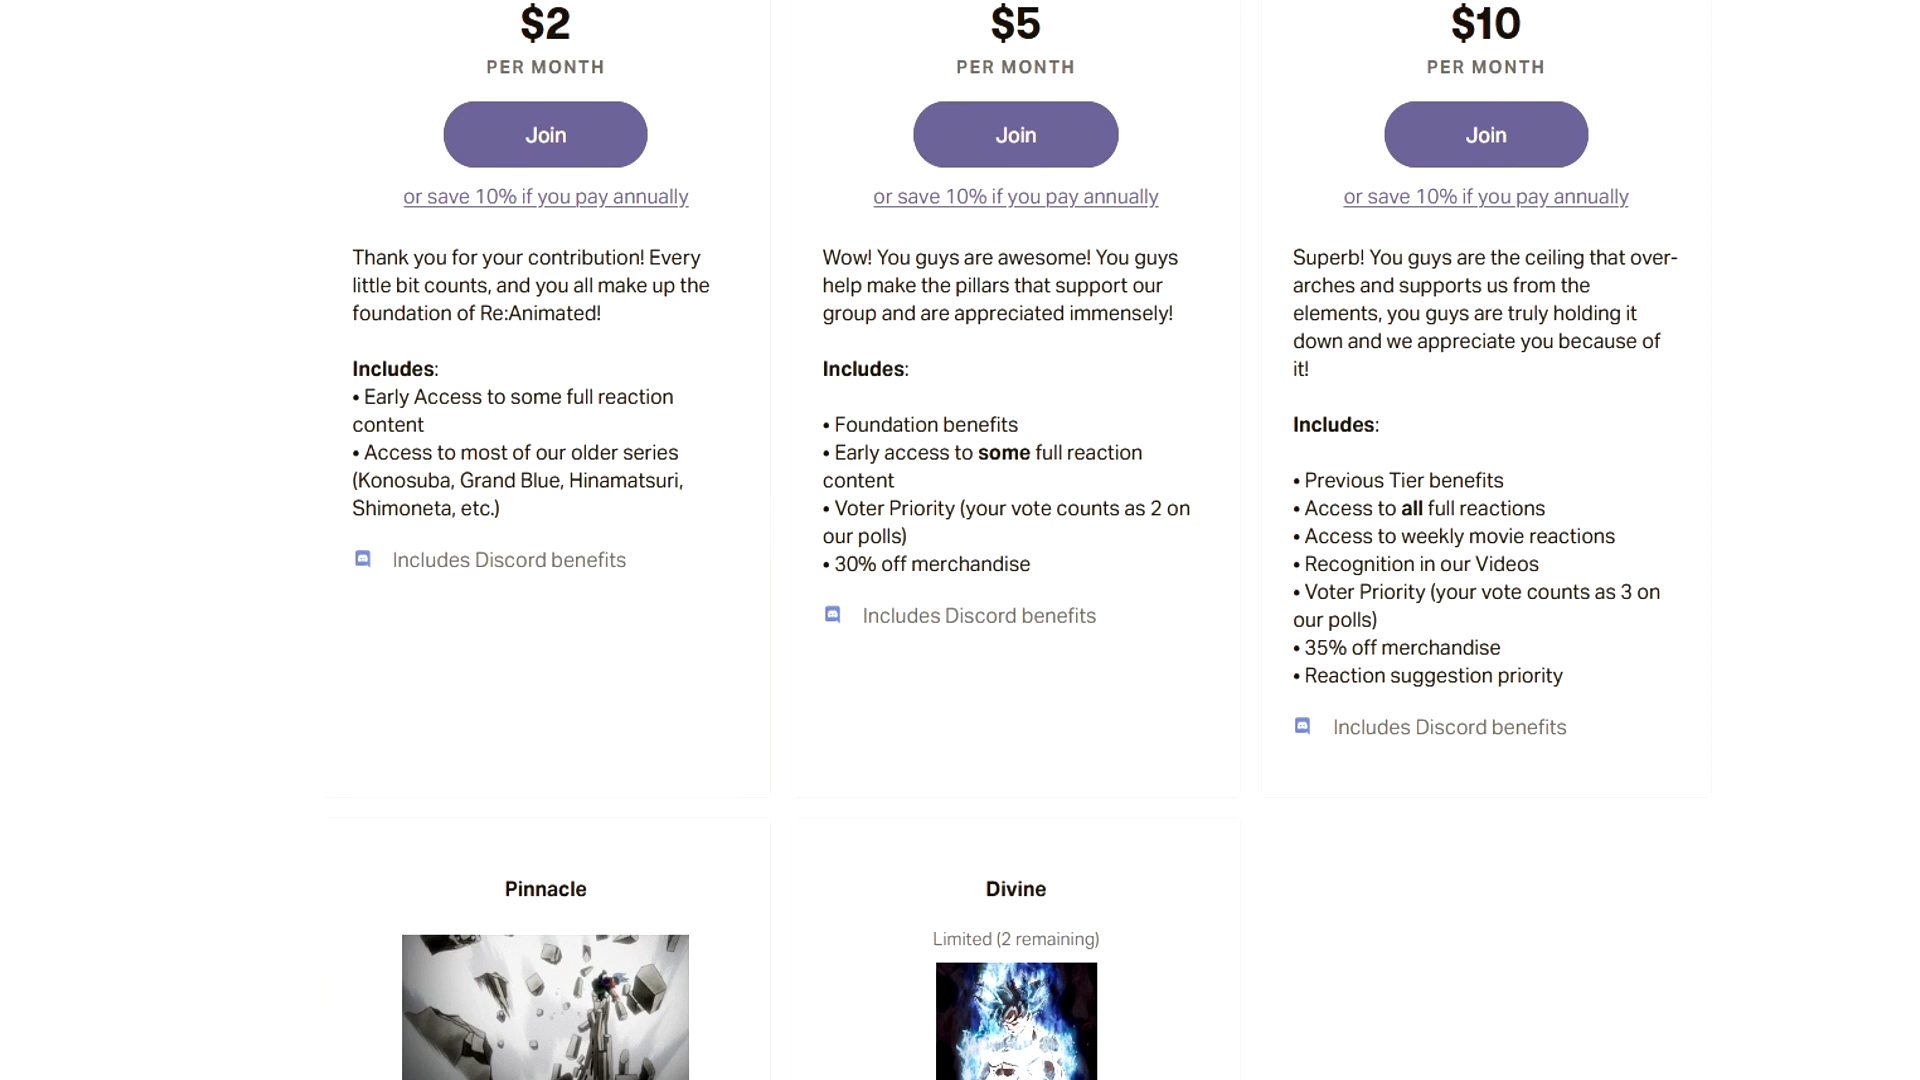 $2
PER MONTH
Join
or save 10% if you pay annually
Thank you for your contribution! Every
little bit counts, and you all make up the
foundation of Re:Animated!
Includes:
• Early Access to some full reaction
content
• Access to most of our older series
(Konosuba, Grand Blue, Hinamatsuri,
Shimoneta, etc.)
Includes Discord benefits
$5
PER MONTH
Join
or save 10% if you pay annually
Wow! You guys are awesome! You guys
help make the pillars that support our
group and are appreciated immensely!
Includes:
• Foundation benefits
• Early access to some full reaction
content
• Voter Priority (your vote counts as 2 on
our polls)
• 30% off merchandise
Includes Discord benefits
$10
PER MONTH
Join
or save 10% if you pay annually
Superb! You guys are the ceiling that over-
arches and supports us from the
elements, you guys are truly holding it
down and we appreciate you because of
it!
Includes:
• Previous Tier benefits
• Access to all full reactions
• Access to weekly movie reactions
• Recognition in our Videos
• Voter Priority (your vote counts as 3 on
our polls)
• 35% off merchandise
• Reaction suggestion priority
Includes Discord benefits
Pinnacle
Divine
Limited (2 remaining)